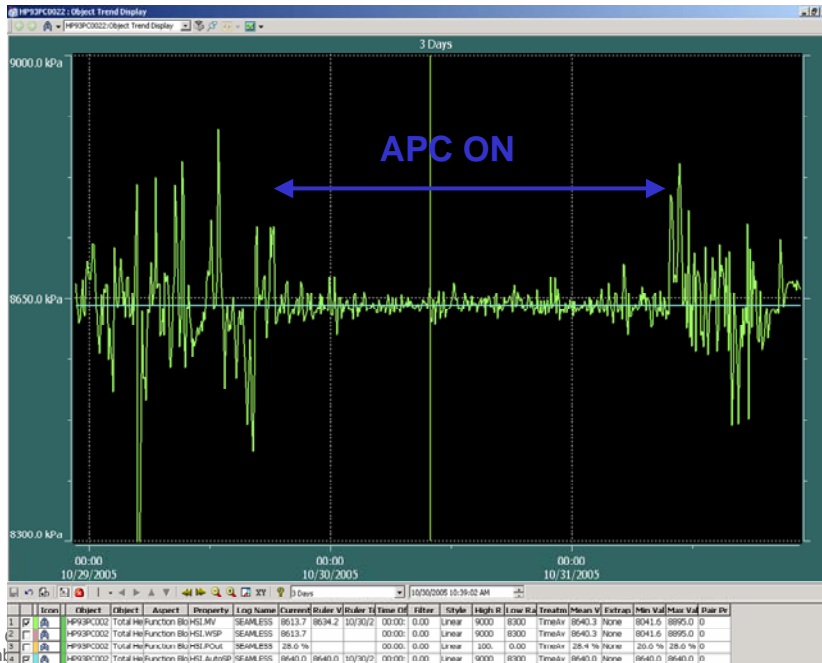 HP93PC0022 : Object Trend Display
HP93PC0022:Object Trend Display
3 Days
9000.0 kPa
APC ON
8650.0 kPa
8300.0 kPa
00:00 00:00 00:00
10/29/2005 10/30/2005 10/31/2005
XY 3 Days 10/30/2005 10:39:02 AM
Icon Object Object Aspect Property Log Name Current Ruler V Ruler Ti Time Of Filter Style High R Low Ra Treatm Mean V Extrap Min Val Max Val Pair Pr
1 HP93PC002 Total He Function Blo HSI.MV SEAMLESS 8613.7 8634.2 10/30/2 00:00: 0.00 Linear 9000 8300 TimeAv 8640.3 None 8041.6 8895.0 0
2 HP93PC002 Total He Function Blo HSI.WSP SEAMLESS 8613.7 00:00: 0.00 Linear 9000 8300 TimeAv 8640.3 None 8041.6 8895.0 0
3 HP93PC002 Total He Function Blo HSI.POut SEAMLESS 28.0 % 00:00: 0.00 Linear 100. 0.00 TimeAv 28.4 % None 20.0 % 28.6 % 0
4 HP93PC002 Total He Function Blo HSI.AutoSP SEAMLESS 8640.0 8640.0 10/30/2 00:00: 0.00 Linear 9000 8300 TimeAv 8640.0 None 8640.0 8640.0 0